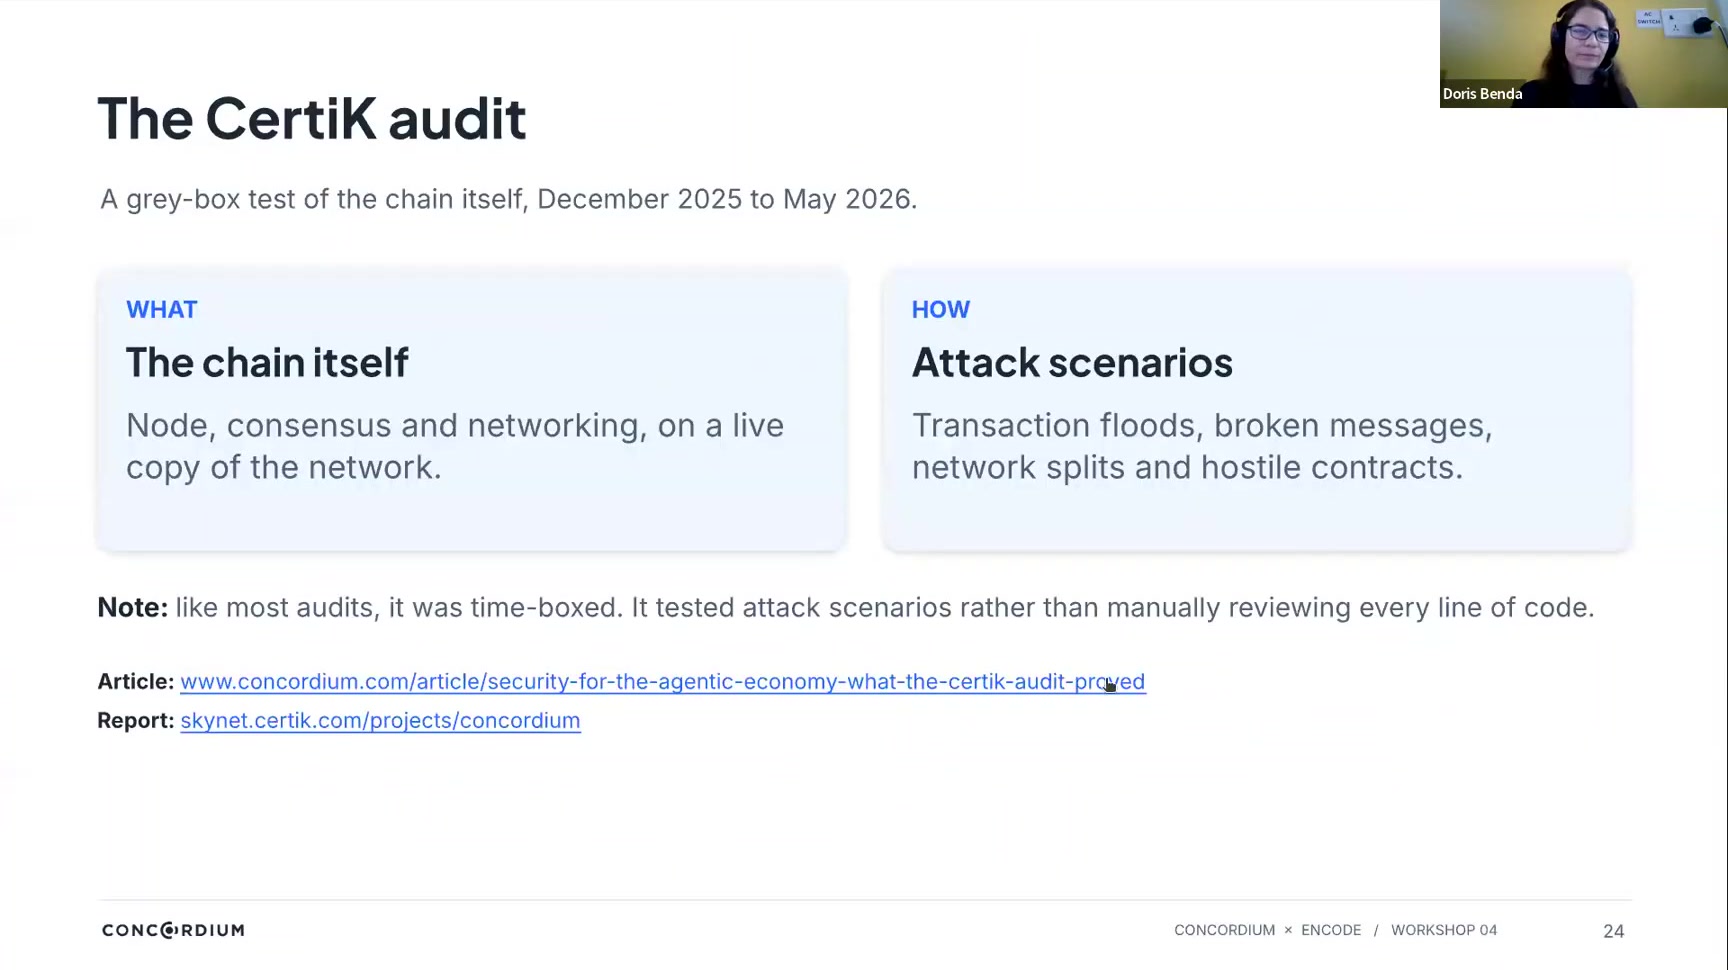 AC
SWITCH
Doris Benda
The CertiK audit
A grey-box test of the chain itself, December 2025 to May 2026.
WHAT
The chain itself
Node, consensus and networking, on a live
copy of the network.
HOW
Attack scenarios
Transaction floods, broken messages,
network splits and hostile contracts.
Note: like most audits, it was time-boxed. It tested attack scenarios rather than manually reviewing every line of code.
Article: www.concordium.com/article/security-for-the-agentic-economy-what-the-certik-audit-proved
Report: skynet.certik.com/projects/concordium
CONCORDIUM
CONCORDIUM × ENCODE / WORKSHOP 04
24